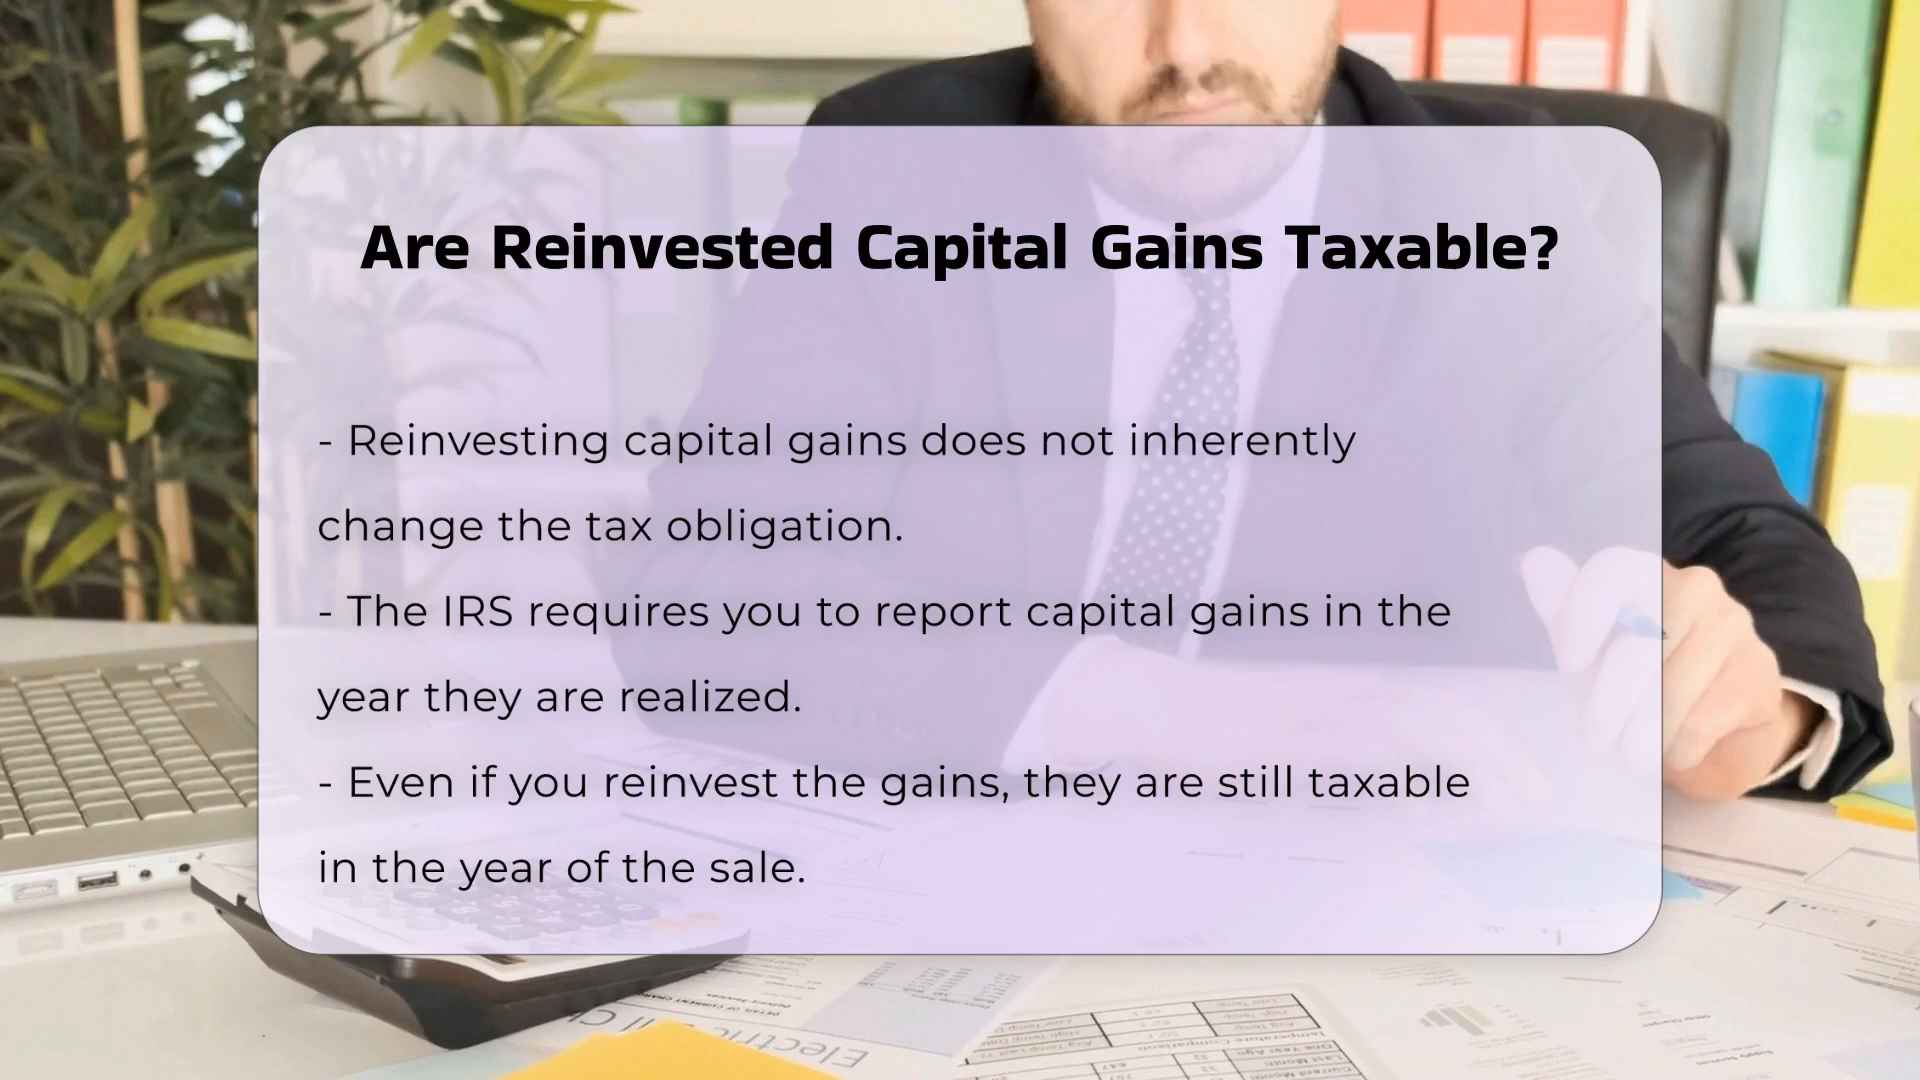 Are Reinvested Capital Gains Taxable?
- Reinvesting capital gains does not inherently
change the tax obligation.
- The IRS requires you to report capital gains in the
year they are realized.
- Even if you reinvest the gains, they are still taxable
in the year of the sale.